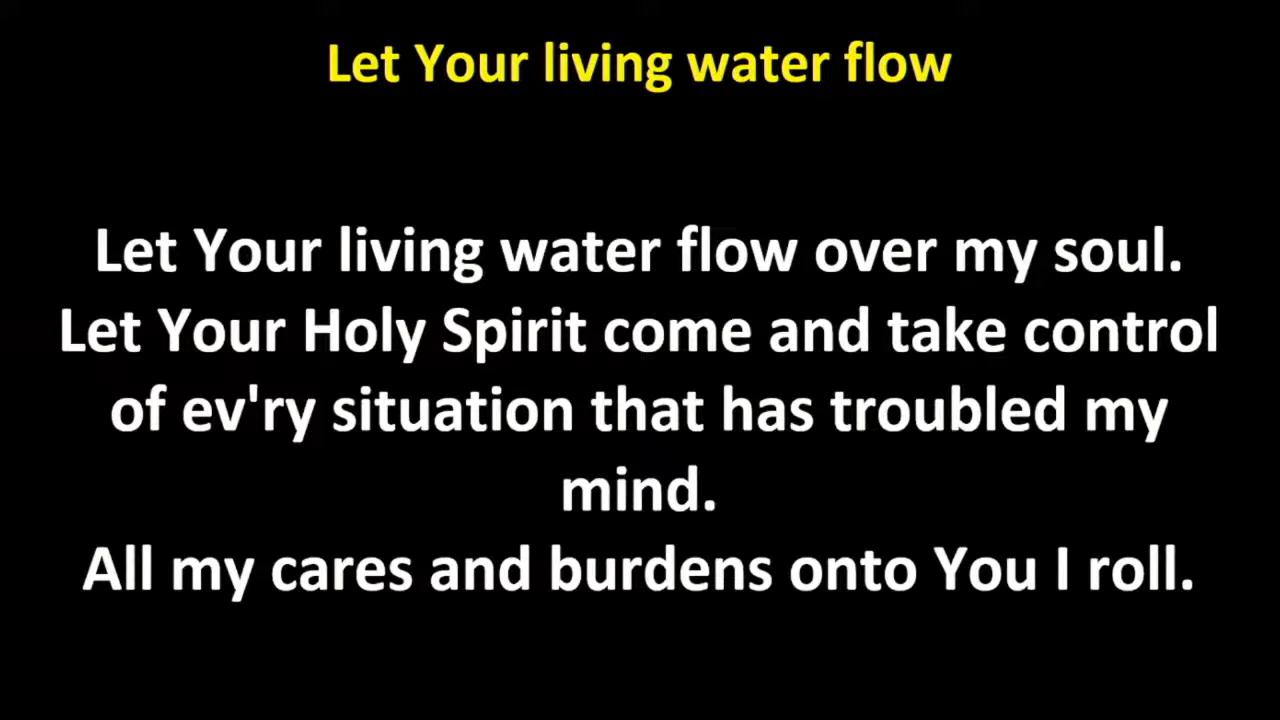 Let Your living water flow
Let Your living water flow over my soul.
Let Your Holy Spirit come and take control
of ev'ry situation that has troubled my
mind.
All my cares and burdens onto You I roll.